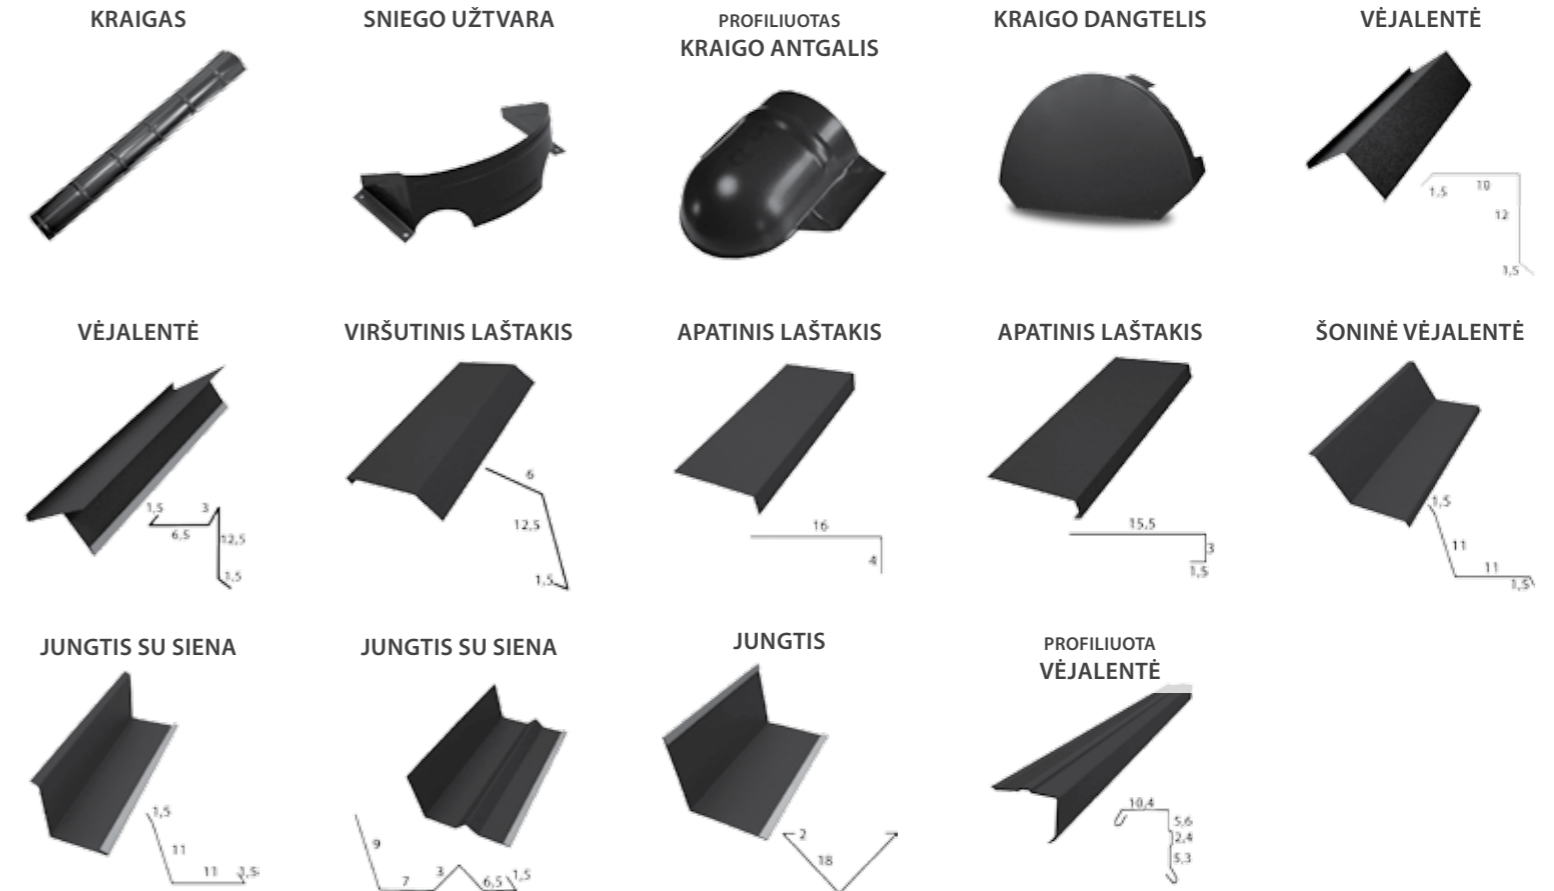 KRAIGAS
SNIEGO UŽTVARA
PROFILIUOTAS
KRAIGO ANTGALIS
KRAIGO DANGTELIS
VĖJALENTĖ
1,5
10
12
1,5
VĖJALENTĖ
1,5
3
6,5
12,5
1,5
VIRŠUTINIS LAŠTAKIS
6
12,5
1,5
APATINIS LAŠTAKIS
16
4
APATINIS LAŠTAKIS
15,5
3
1,5
ŠONINĖ VĖJALENTĖ
1,5
11
11
1,5
JUNGTIS SU SIENA
1,5
11
11
1,5
JUNGTIS SU SIENA
9
7
3
6,5
1,5
JUNGTIS
2
18
PROFILIUOTA
VĖJALENTĖ
10,4
5,6
2,4
5,3